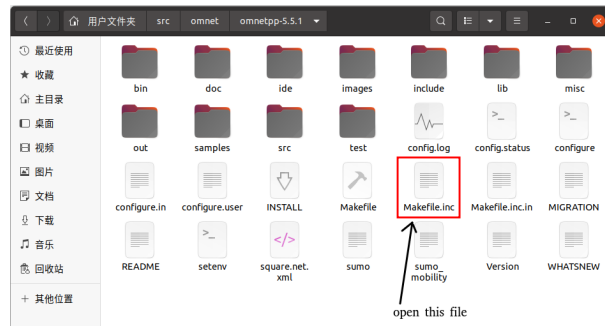 用户文件夹 src omnet omnetpp-5.5.1
最近使用
收藏
主目录
桌面
视频
图片
文档
下载
音乐
回收站
其他位置
bin doc ide images include lib misc
out samples src test config.log config.status configure
configure.in configure.user INSTALL Makefile Makefile.inc Makefile.inc.in MIGRATION
README setenv square.net.xml sumo sumo_mobility Version WHATSNEW
open this file